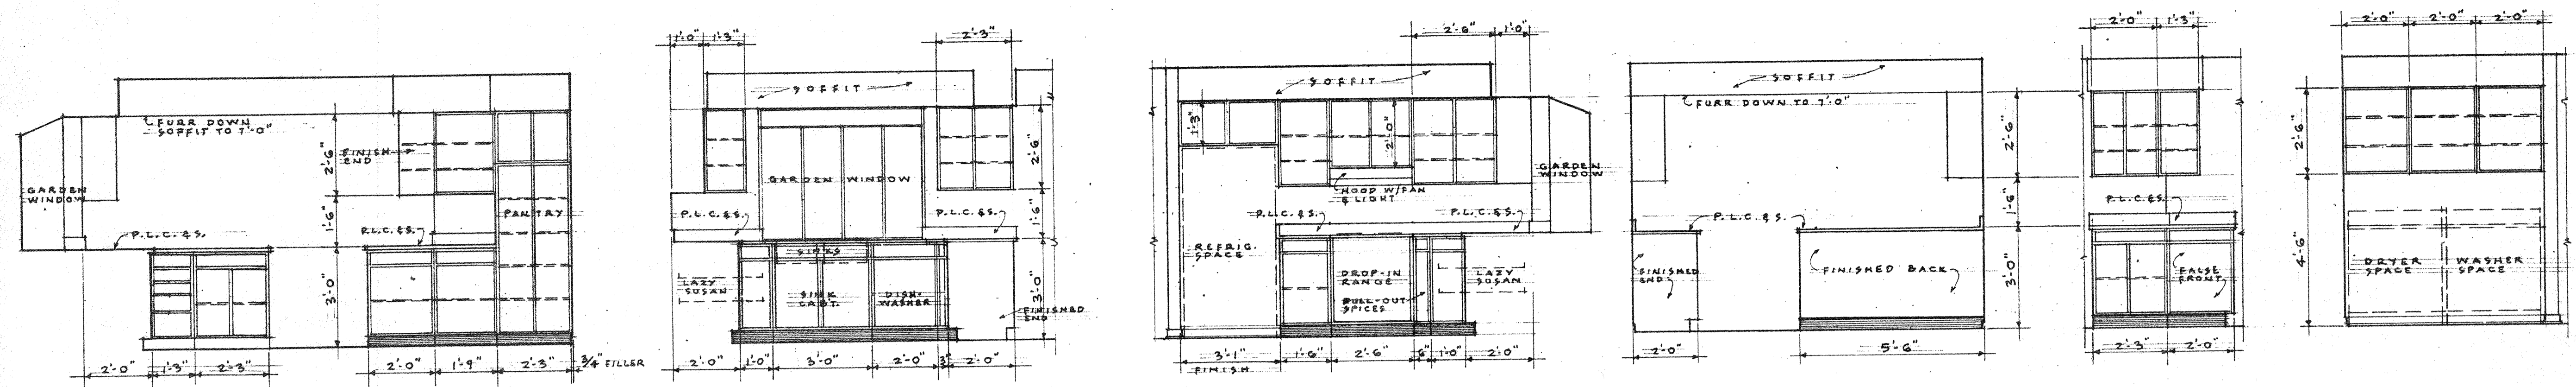 FURR DOWN
SOFFIT TO 7'-0"
FINISH
END
2'-6"
GARDEN
WINDOW
P.L.C.&S.
P.L.C.&S.
1'-6"
PANTRY
3'-0"
2'-0"
1'-3"
2'-3"
2'-0"
1'-9"
2'-3"
3/4" FILLER
1'-0"
1'-3"
2'-3"
SOFFIT
GARDEN WINDOW
2'-6"
P.L.C.&S.
P.L.C.&S.
1'-6"
SINKS
LAZY
SUSAN
SINK
CABT.
DISH-
WASHER
3'-0"
FINISHED
END
2'-0"
1'-0"
3'-0"
2'-0"
3"
2'-0"
2'-6"
1'-0"
SOFFIT
1'-3"
2'-0"
GARDEN
WINDOW
HOOD W/FAN
& LIGHT
P.L.C.&S.
P.L.C.&S.
REFRIG.
SPACE
DROP-IN
RANGE
PULL-OUT
SPICES
LAZY
SUSAN
3'-1"
FINISH
1'-6"
2'-6"
6"
1'-0"
2'-0"
SOFFIT
FURR DOWN TO 7'-0"
2'-6"
P.L.C.&S.
1'-6"
FINISHED
END
FINISHED BACK
3'-0"
2'-0"
5'-6"
2'-0"
1'-3"
P.L.C.&S.
FALSE
FRONT
2'-3"
2'-0"
2'-0"
2'-0"
2'-0"
2'-6"
4'-6"
DRYER
SPACE
WASHER
SPACE